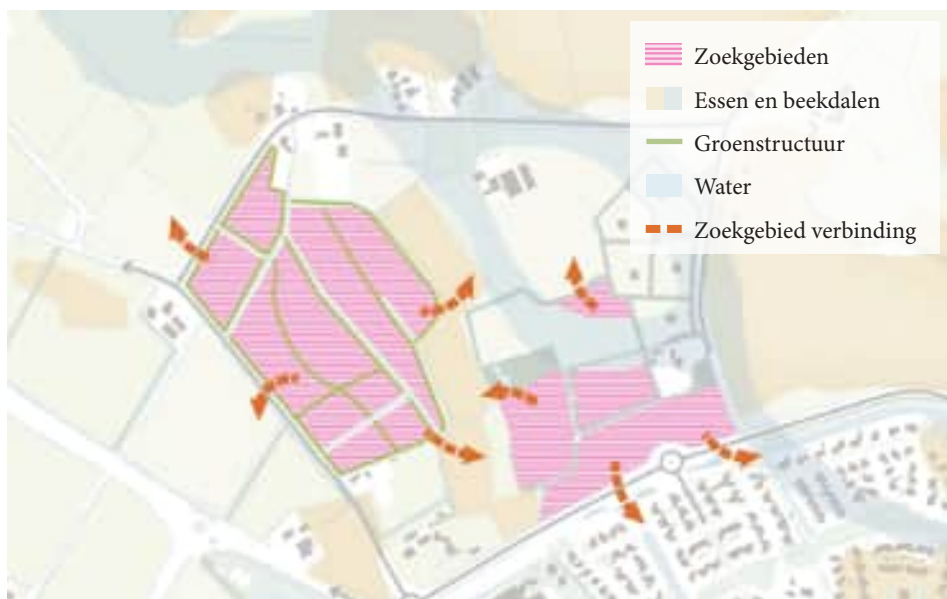 Zoekgebieden
Essen en beekdalen
Groenstructuur
Water
Zoekgebied verbinding